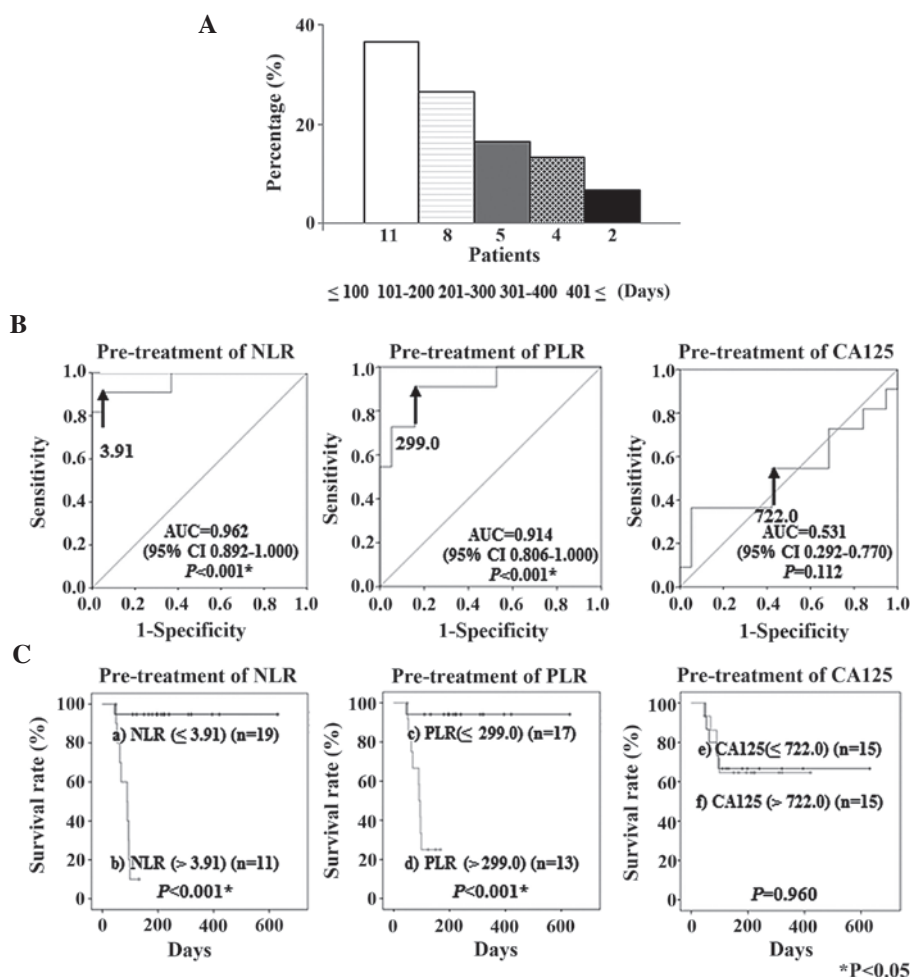 A
40
20
0
Percentage (%)
11 8 5 4 2
Patients
≤ 100 101-200 201-300 301-400 401 ≤ (Days)
B
Pre-treatment of NLR
1.0
0.8
0.6
0.4
0.2
0.0
Sensitivity
3.91
AUC=0.962
(95% CI 0.892-1.000)
P<0.001*
0.0 0.2 0.4 0.6 0.8 1.0
1-Specificity
Pre-treatment of PLR
1.0
0.8
0.6
0.4
0.2
0.0
Sensitivity
299.0
AUC=0.914
(95% CI 0.806-1.000)
P<0.001*
0.0 0.2 0.4 0.6 0.8 1.0
1-Specificity
Pre-treatment of CA125
1.0
0.8
0.6
0.4
0.2
0.0
Sensitivity
722.0
AUC=0.531
(95% CI 0.292-0.770)
P=0.112
0.0 0.2 0.4 0.6 0.8 1.0
1-Specificity
C
Pre-treatment of NLR
100
80
60
40
20
0
Survival rate (%)
a) NLR (≤ 3.91) (n=19)
b) NLR (> 3.91) (n=11)
P<0.001*
0 200 400 600
Days
Pre-treatment of PLR
100
80
60
40
20
0
Survival rate (%)
c) PLR(≤ 299.0) (n=17)
d) PLR (>299.0) (n=13)
P<0.001*
0 200 400 600
Days
Pre-treatment of CA125
100
80
60
40
20
0
Survival rate (%)
e) CA125(≤ 722.0) (n=15)
f) CA125 (> 722.0) (n=15)
P=0.960
0 200 400 600
Days
*P<0.05